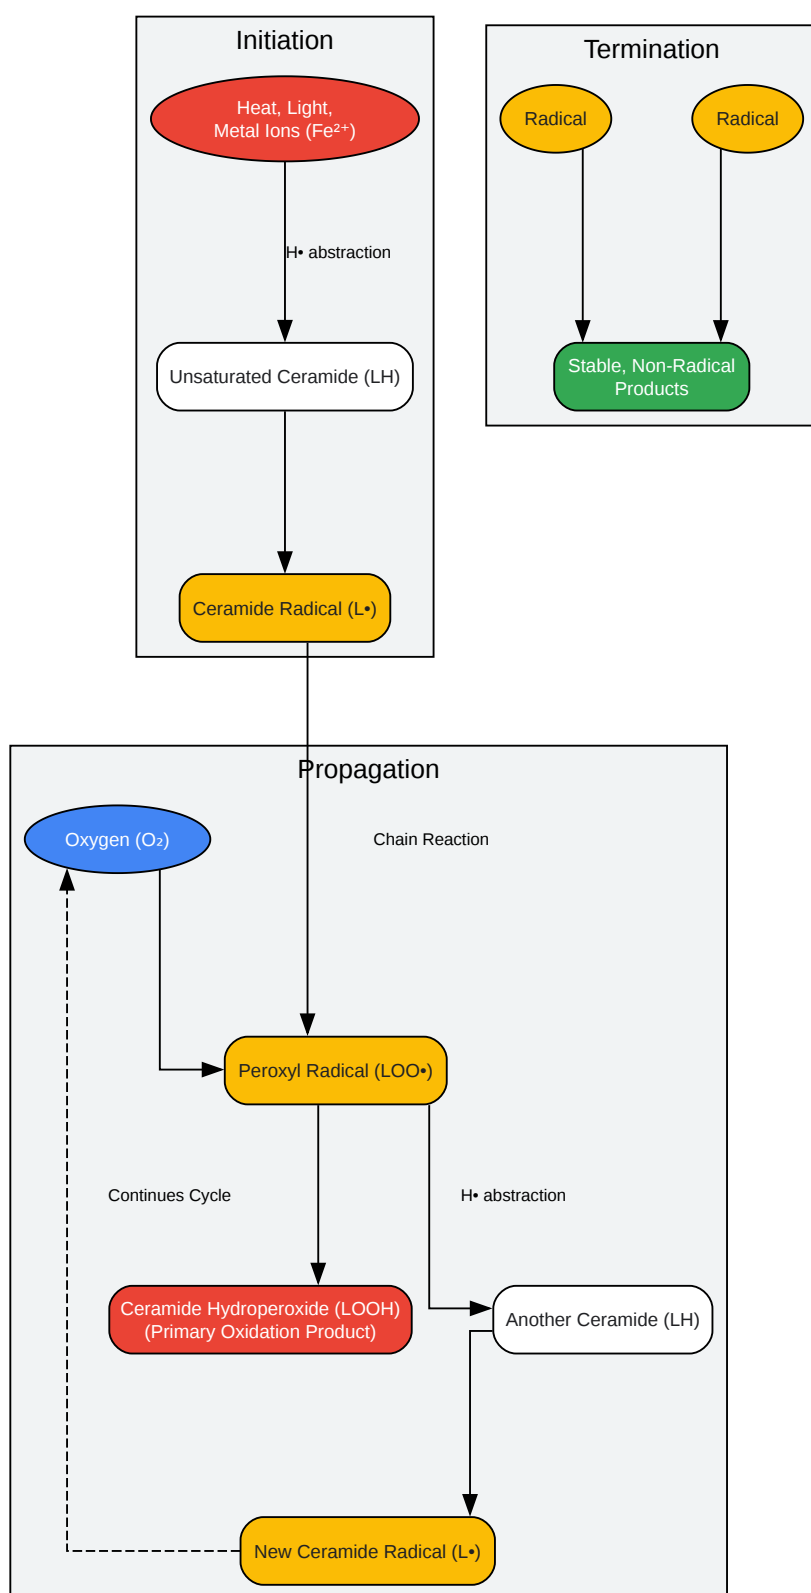 Initiation
Heat, Light,
Metal Ions (Fe²⁺)
H• abstraction
Unsaturated Ceramide (LH)
Ceramide Radical (L•)
Termination
Radical
Radical
Stable, Non-Radical
Products
Propagation
Oxygen (O₂)
Chain Reaction
Peroxyl Radical (LOO•)
Continues Cycle
H• abstraction
Ceramide Hydroperoxide (LOOH)
(Primary Oxidation Product)
Another Ceramide (LH)
New Ceramide Radical (L•)